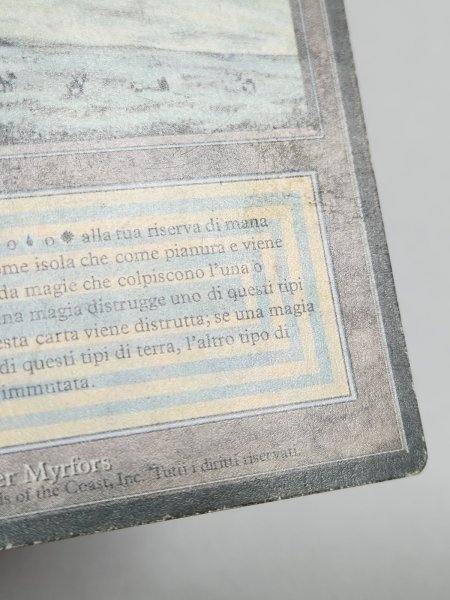 o o alla tua riserva di mana
ome isola che come pianura e viene
da magie che colpiscono l'una o
na magia distrugge uno di questi tipi
esta carta viene distrutta; se una magia
di questi tipi di terra, l'altro tipo di
immutata.
er Myrfors
ds of the Coast, Inc. Tutti i diritti riservati.